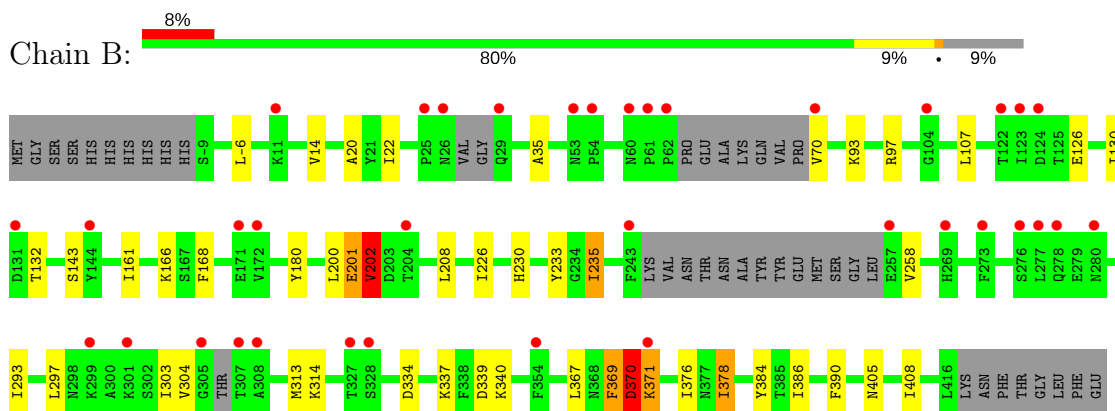 8%
Chain B:
80% 9% • 9%
MET GLY SER SER HIS HIS HIS HIS HIS HIS S-9 L-6 K11 V14 A20 Y21 I22 P25 N26 VAL GLY Q29 A35 N53 P54 N60 P61 P62 PRO GLU ALA LYS GLN VAL PRO V70 K93 R97 G104 L107 T122 I123 D124 T125 E126 I130
D131 T132 S143 Y144 I161 K166 S167 F168 E171 V172 Y180 L200 E201 V202 D203 T204 L208 I226 H230 Y233 G234 I235 F243 LYS VAL ASN THR ASN ALA TYR TYR GLU MET SER GLY LEU E257 V258 H269 F273 S276 L277 Q278 E279 N280
I293 L297 N298 K299 A300 K301 S302 I303 V304 G305 THR T307 A308 M313 K314 T327 S328 D334 K337 F338 D339 K340 F354 L367 N368 F369 D370 K371 I376 N377 I378 Y384 T385 I386 F390 N405 I408 L416 LYS ASN PHE THR GLY LEU PHE GLU